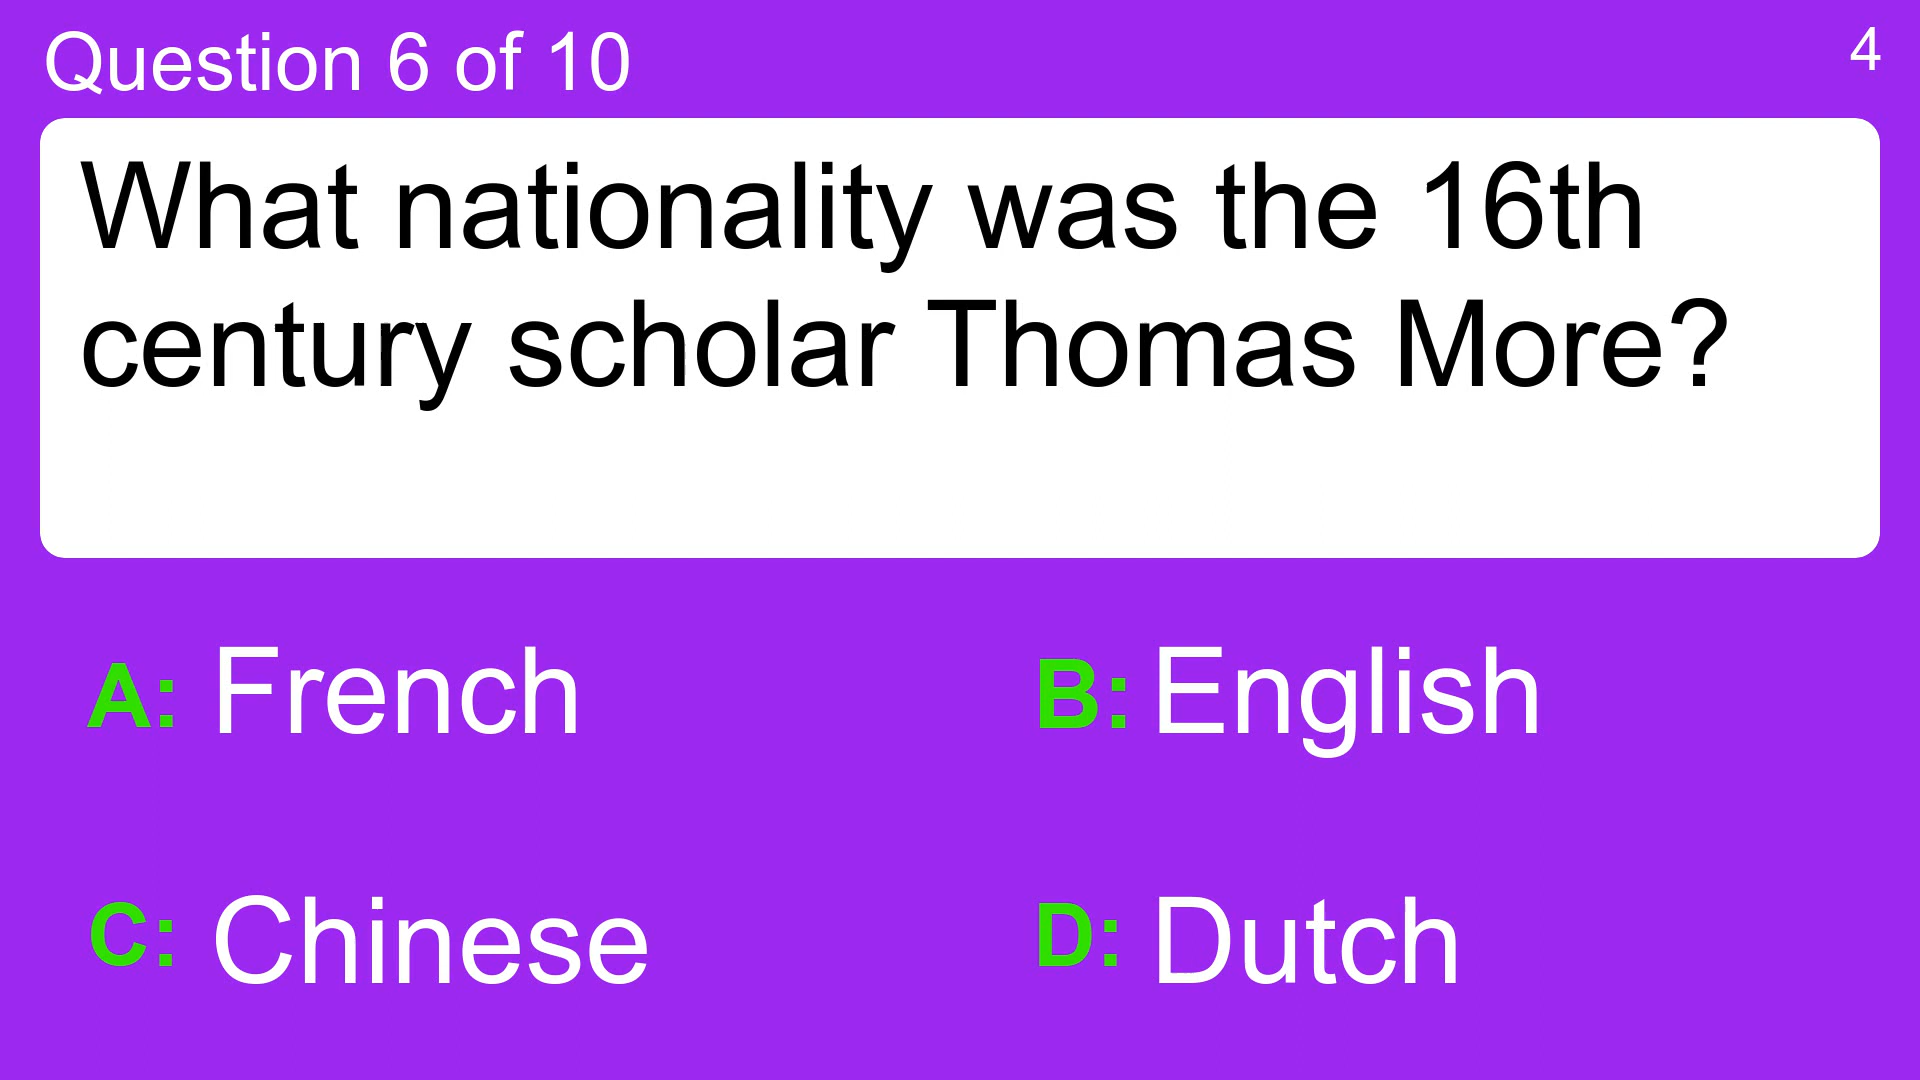 Question 6 of 10
4
What nationality was the 16th
century scholar Thomas More?
A: French
B: English
C: Chinese
D: Dutch